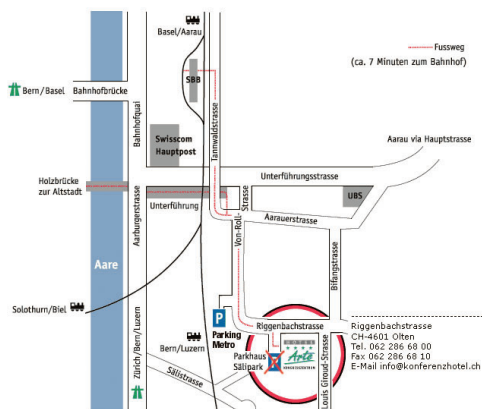 Basel/Aarau
Fussweg
(ca. 7 Minuten zum Bahnhof)
SBB
Bern/Basel
Bahnhofbrücke
Bahnhofquai
Tannwaldstrasse
Swisscom
Hauptpost
Aarau via Hauptstrasse
Unterführungsstrasse
Holzbrücke
zur Altstadt
Aarburgerstrasse
Unterführung
Von-Roll-
Strasse
UBS
Aarauerstrasse
Aare
Bifangstrasse
Solothurn/Biel
P
Parking
Metro
Riggenbachstrasse
Zürich/Bern/Luzern
Bern/Luzern
Parkhaus
Sälipark
P
Arte
Sälistrasse
Louis Giroud-Strasse
Riggenbachstrasse
CH-4601 Olten
Tel. 062 286 68 00
Fax 062 286 68 10
E-Mail info@konferenzhotel.ch